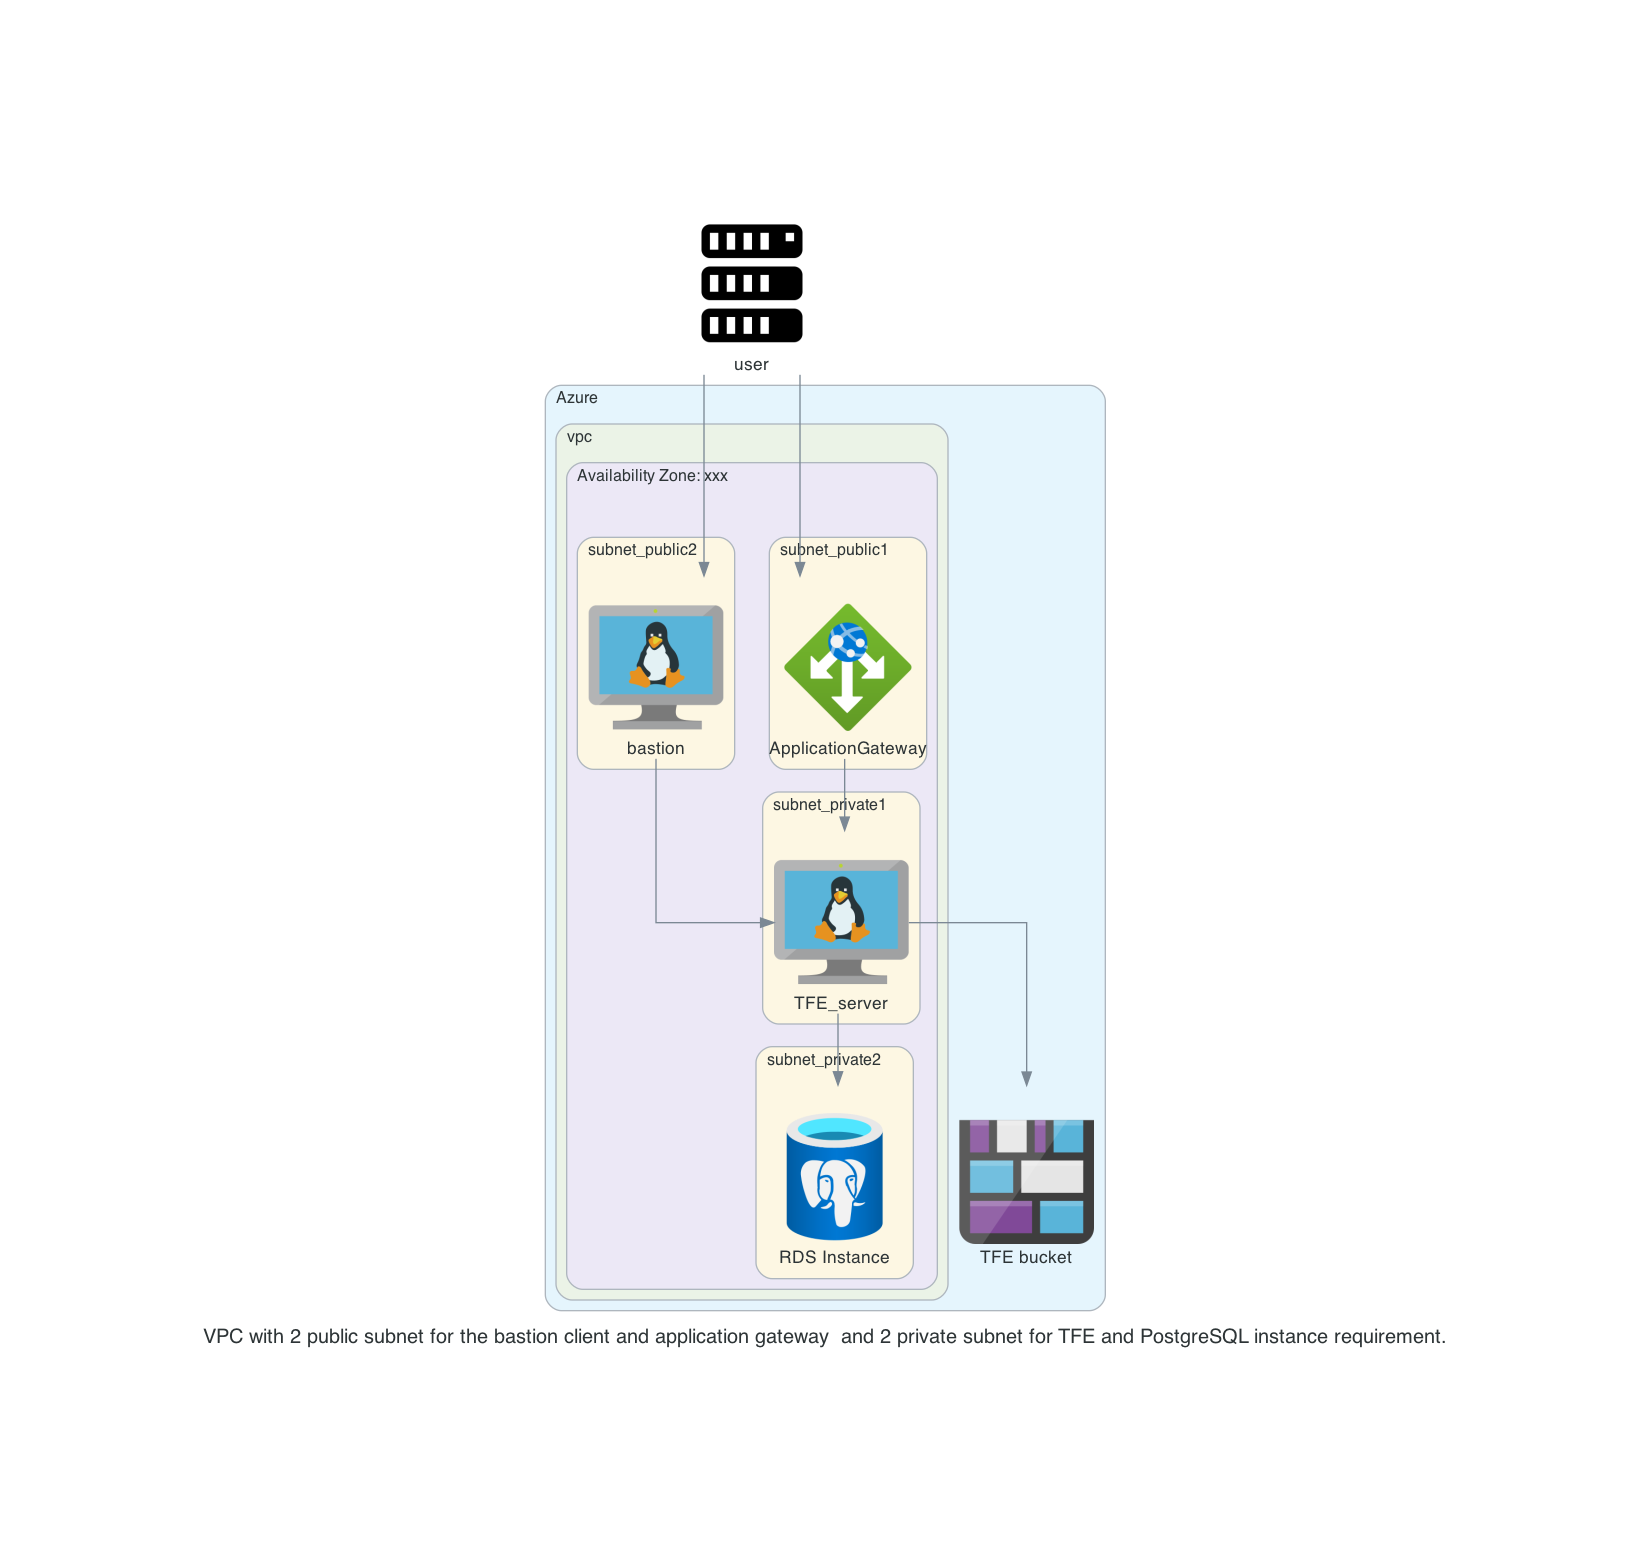 user
Azure
vpc
Availability Zone: xxx
subnet_public2
subnet_public1
bastion
ApplicationGateway
subnet_private1
TFE_server
subnet_private2
RDS Instance
TFE bucket
VPC with 2 public subnet for the bastion client and application gateway  and 2 private subnet for TFE and PostgreSQL instance requirement.